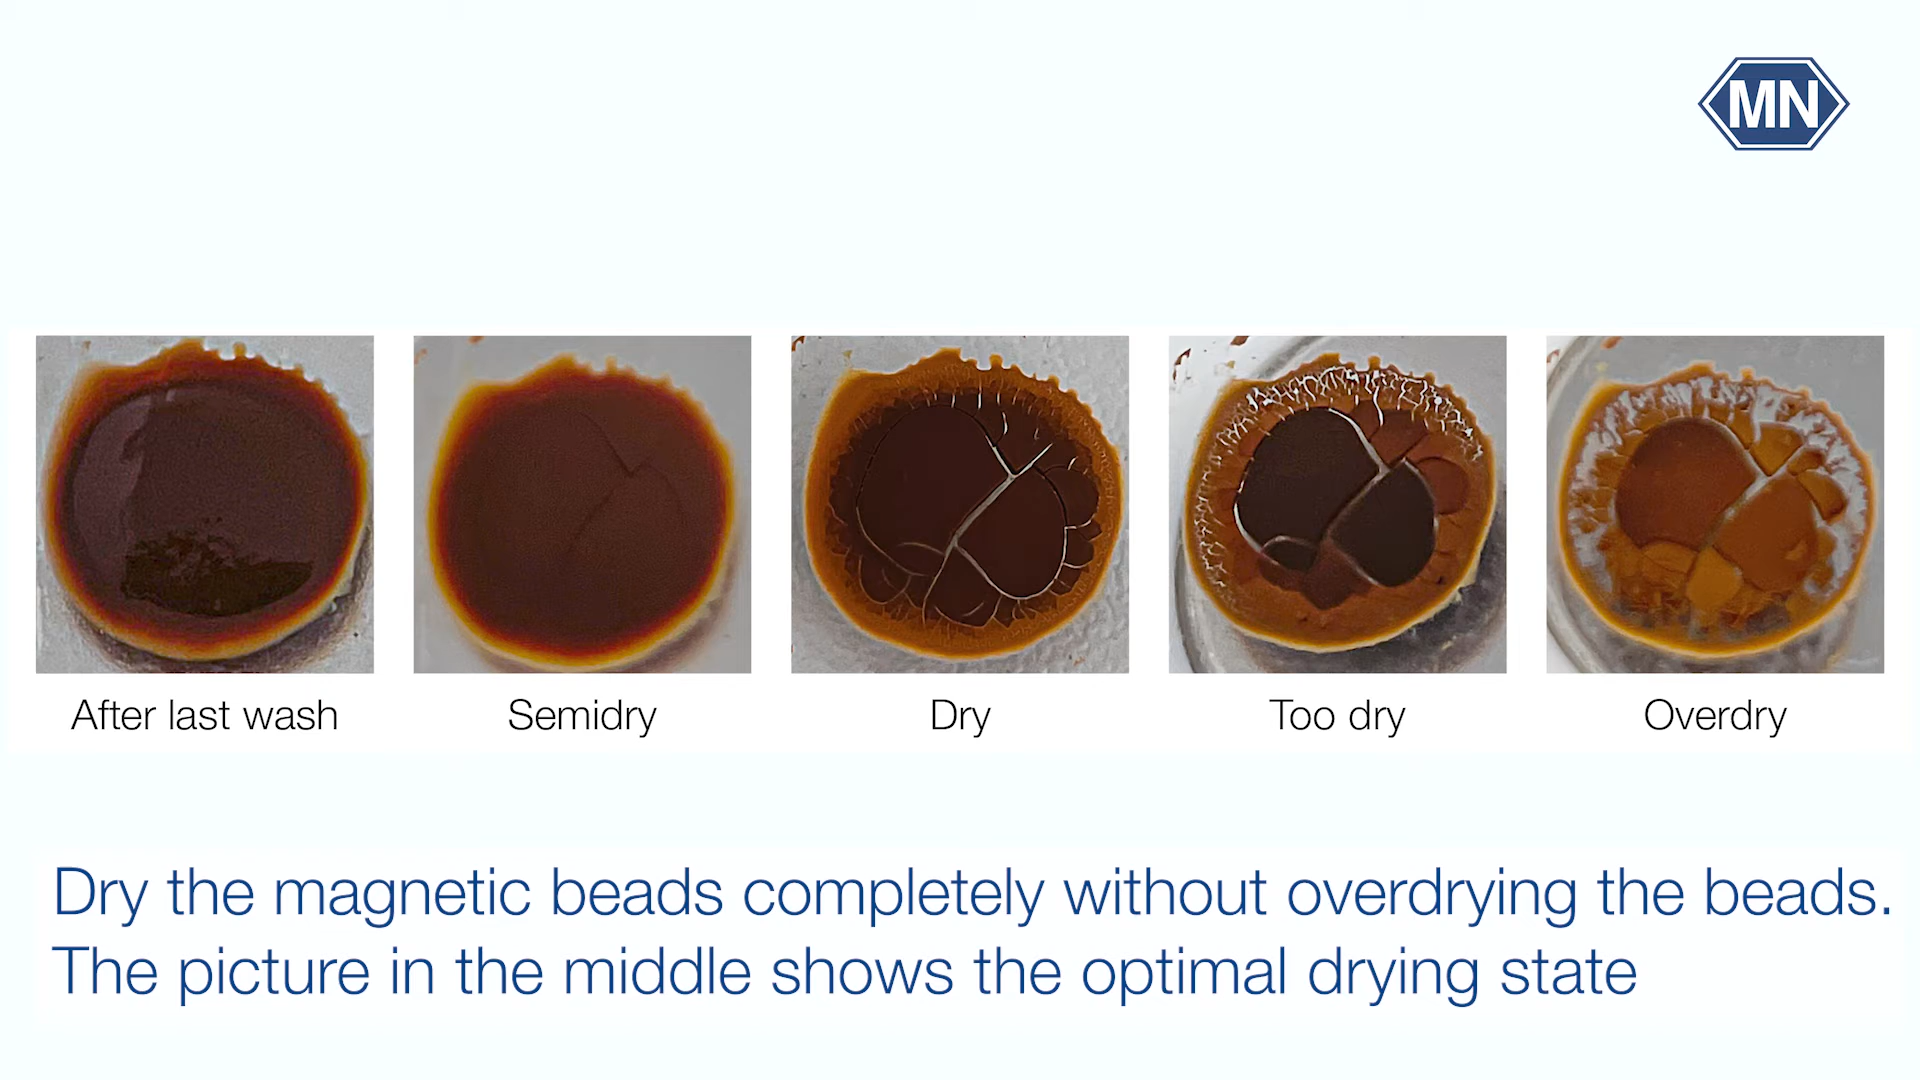 MN
After last wash
Semidry
Dry
Too dry
Overdry
Dry the magnetic beads completely without overdrying the beads.
The picture in the middle shows the optimal drying state